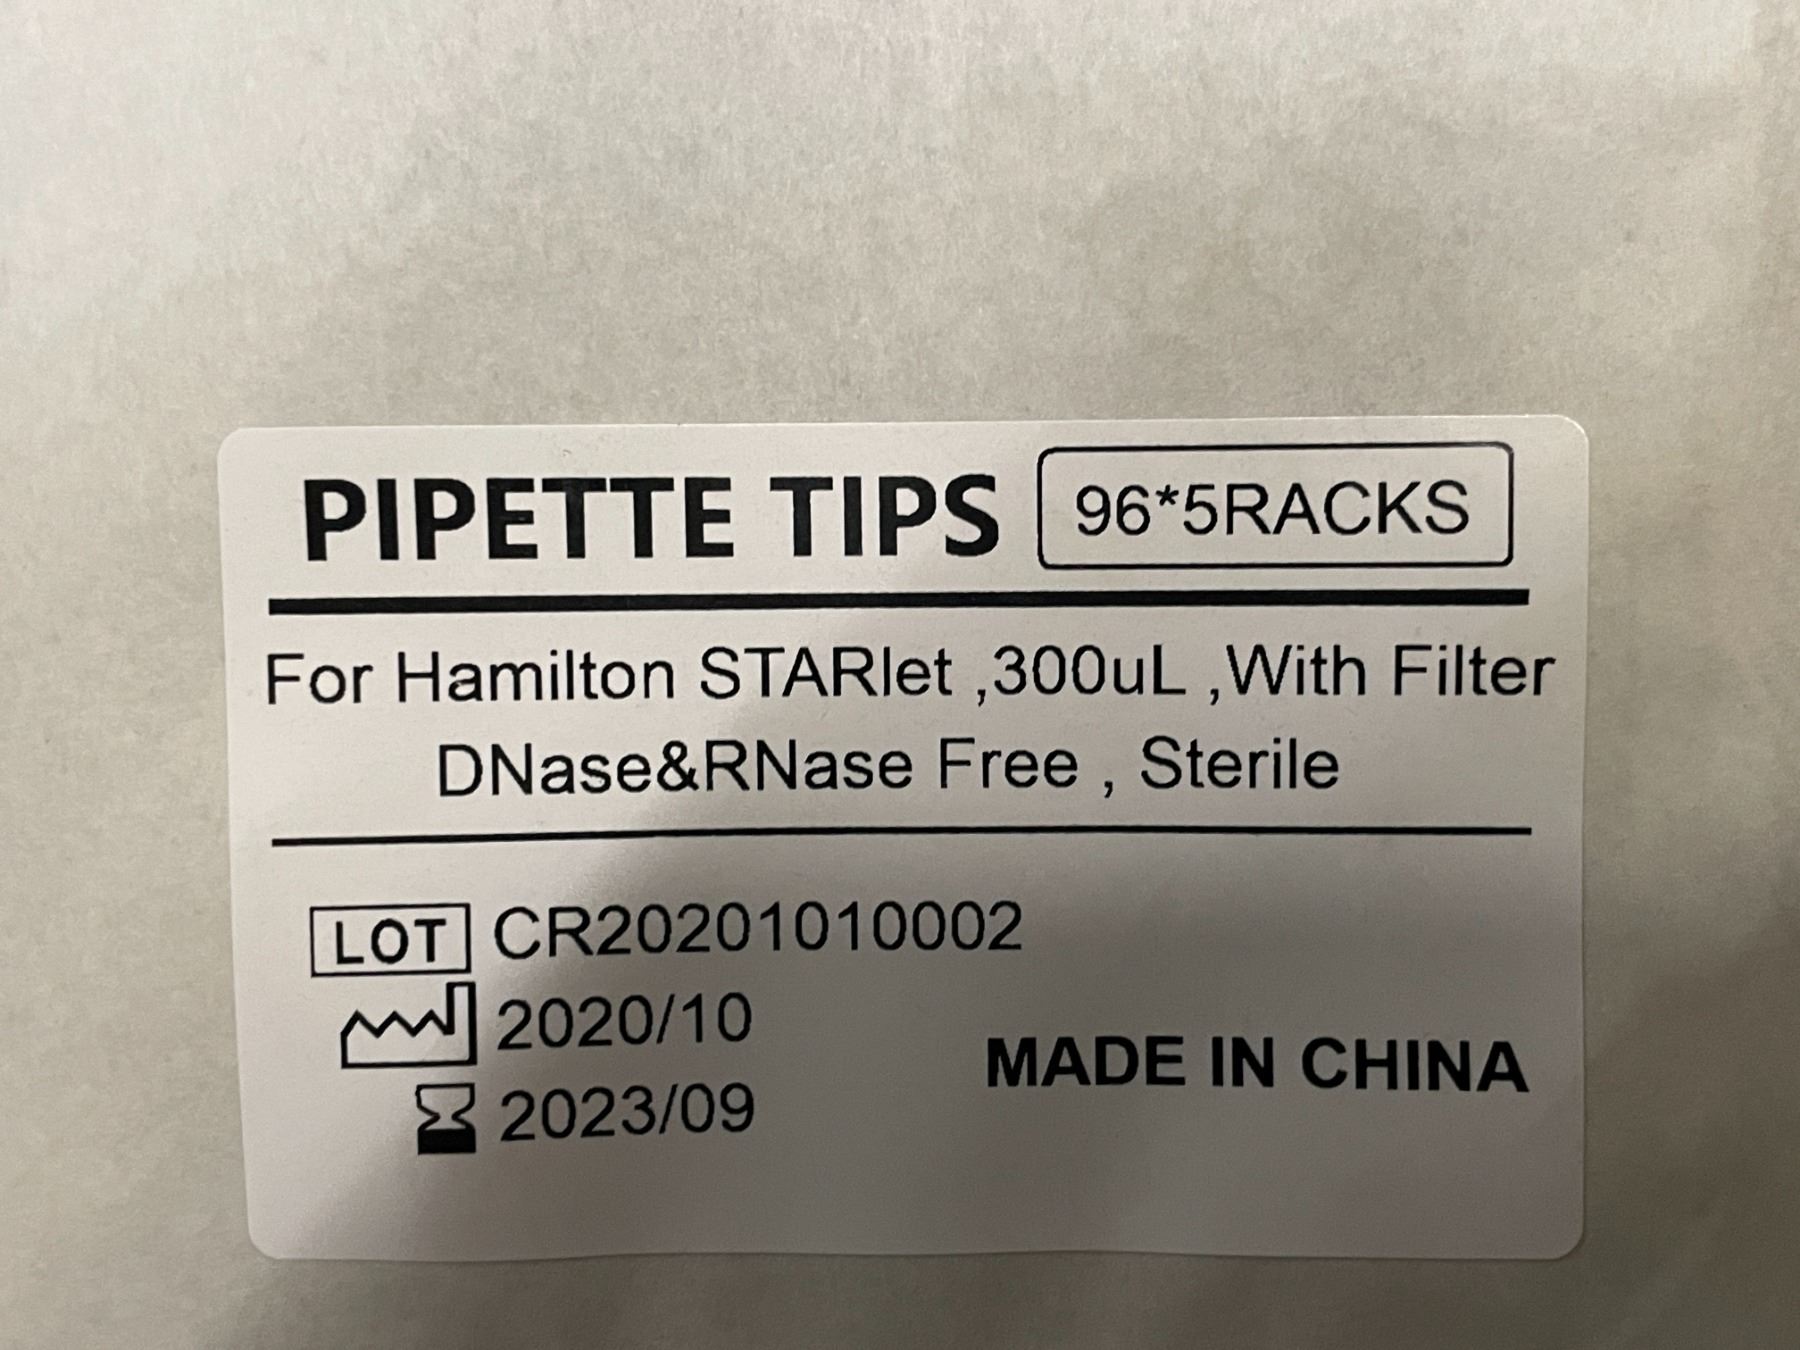 PIPETTE TIPS 96*5RACKS
For Hamilton STARlet ,300uL ,With Filter
DNase&RNase Free , Sterile
LOT CR20201010002
2020/10
MADE IN CHINA
2023/09